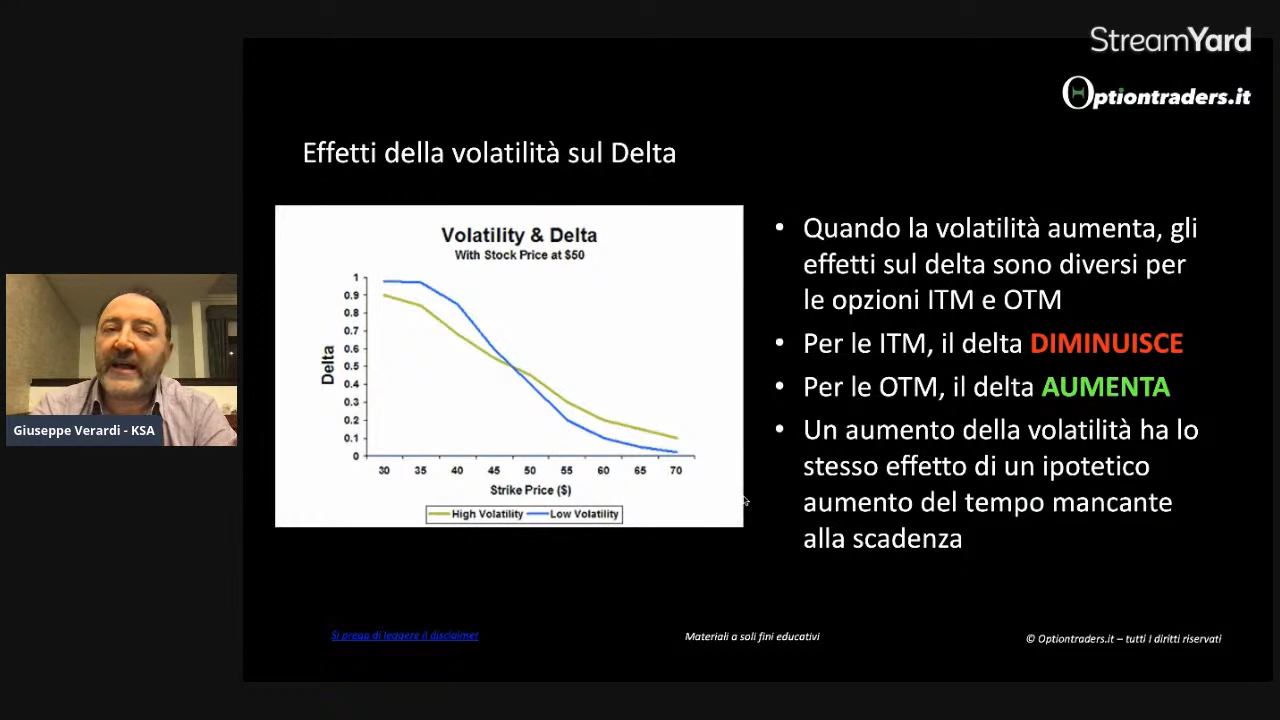 StreamYard
Optiontraders.it
Effetti della volatilità sul Delta
Volatility & Delta
With Stock Price at $50
Delta
1
0.9
0.8
0.7
0.6
0.5
0.4
0.3
0.2
0.1
0
30 35 40 45 50 55 60 65 70
Strike Price ($)
High Volatility Low Volatility
• Quando la volatilità aumenta, gli
effetti sul delta sono diversi per
le opzioni ITM e OTM
• Per le ITM, il delta DIMINUISCE
• Per le OTM, il delta AUMENTA
• Un aumento della volatilità ha lo
stesso effetto di un ipotetico
aumento del tempo mancante
alla scadenza
Giuseppe Verardi - KSA
Si prega di leggere il disclaimer
Materiali a soli fini educativi
© Optiontraders.it – tutti I diritti riservati